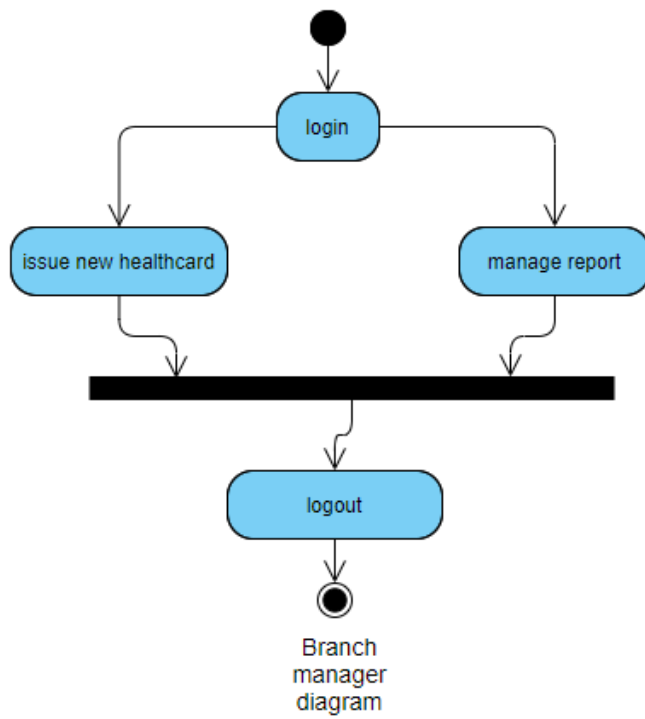 login
issue new healthcard
manage report
logout
Branch
manager
diagram